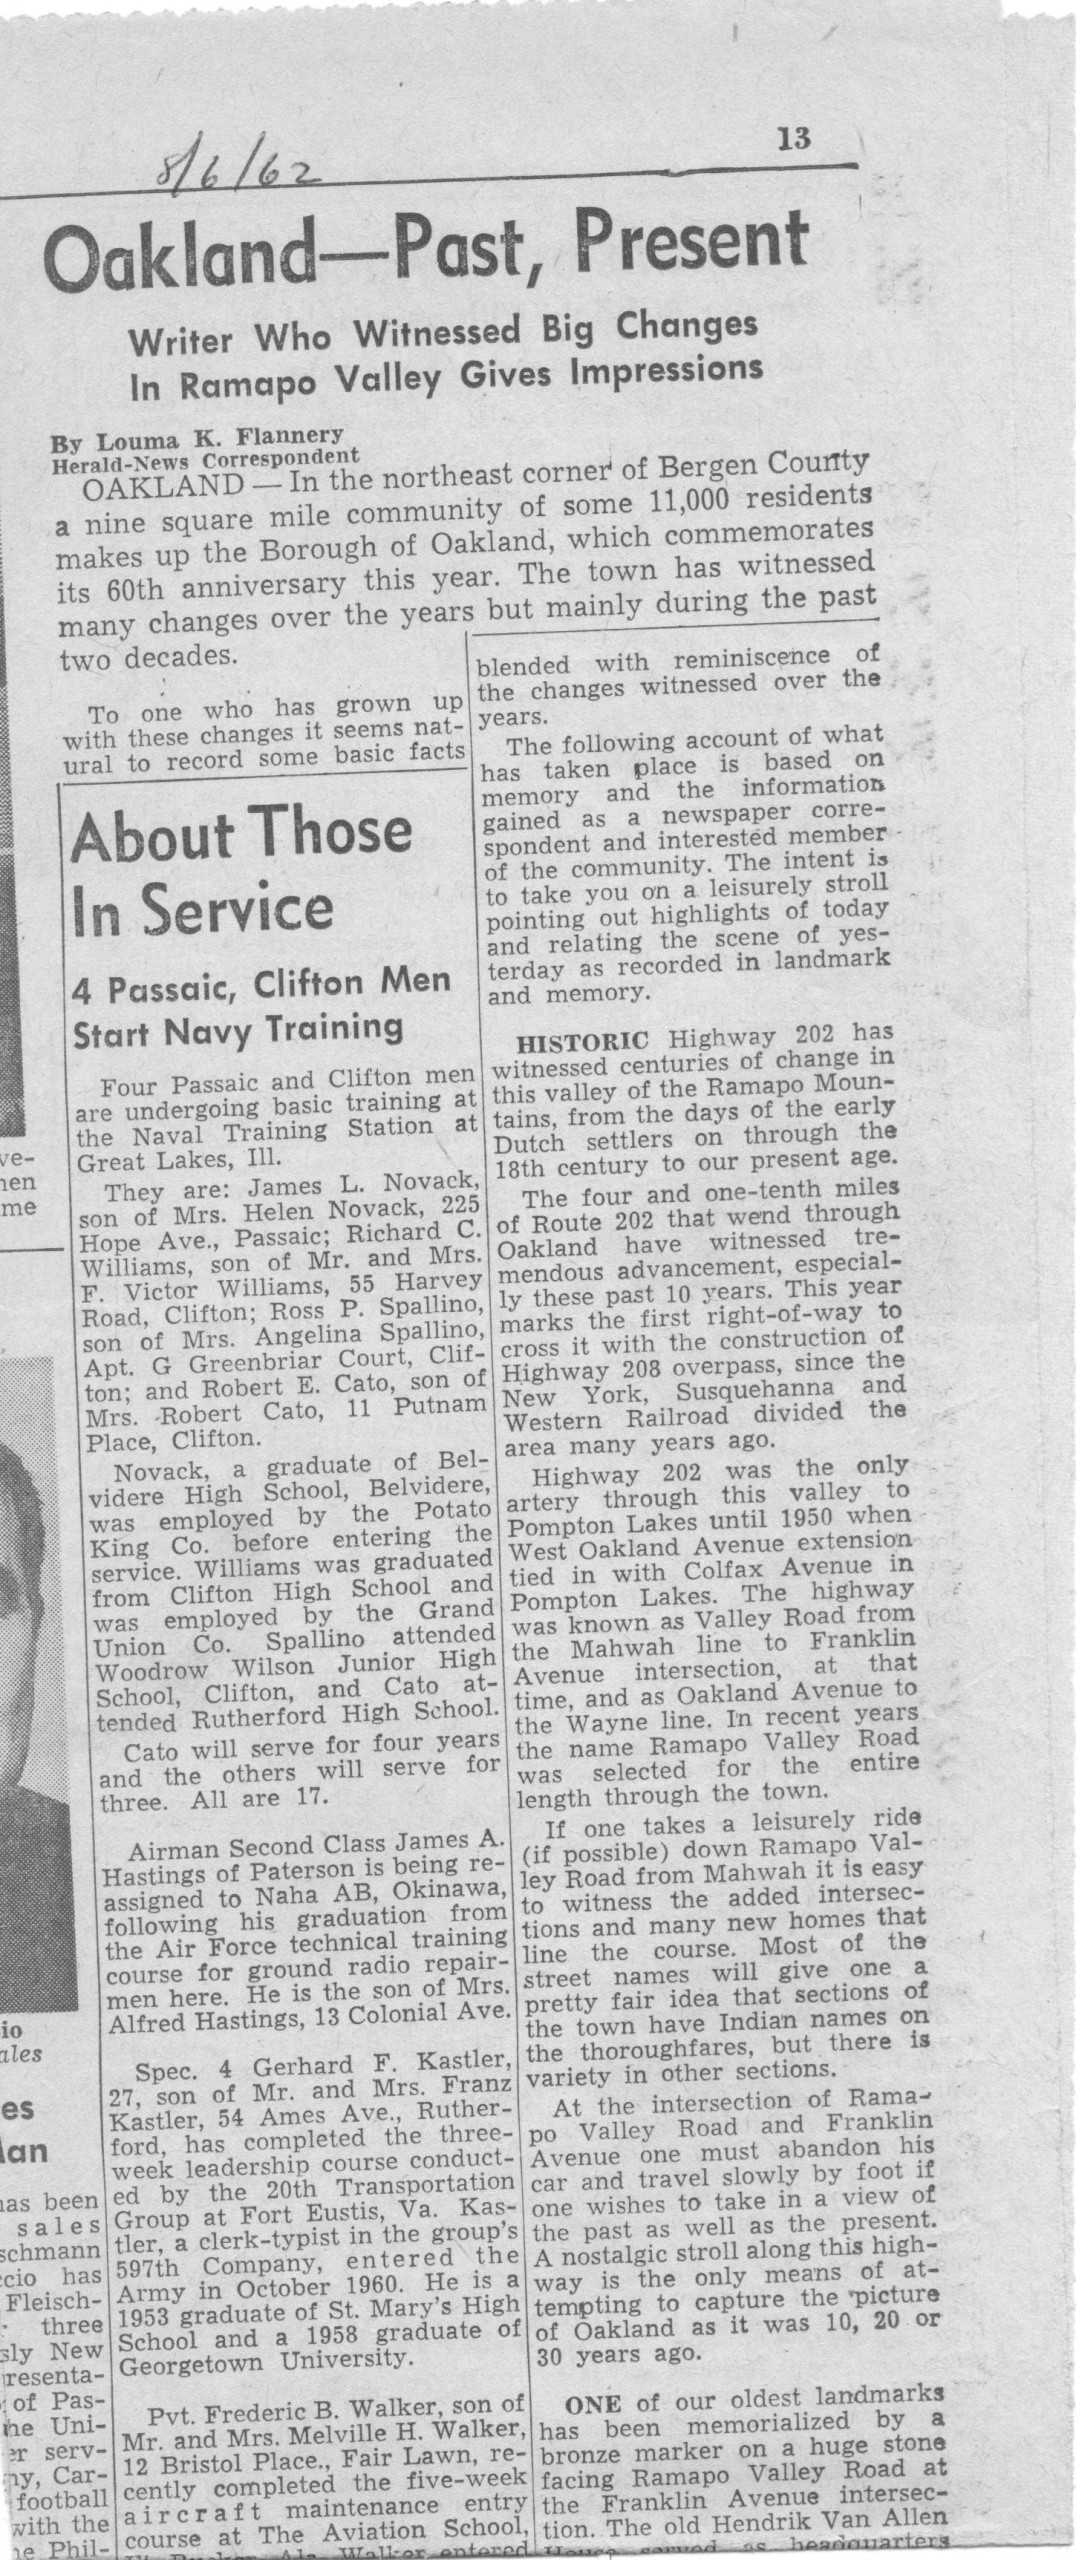 13
8/6/62
Oakland—Past, Present
Writer Who Witnessed Big Changes
In Ramapo Valley Gives Impressions
By Louma K. Flannery
Herald-News Correspondent
OAKLAND — In the northeast corner of Bergen County
a nine square mile community of some 11,000 residents
makes up the Borough of Oakland, which commemorates
its 60th anniversary this year. The town has witnessed
many changes over the years but mainly during the past
two decades.
To one who has grown up
with these changes it seems nat-
ural to record some basic facts
blended with reminiscence of
the changes witnessed over the
years.
The following account of what
has taken place is based on
memory and the information
gained as a newspaper corre-
spondent and interested member
of the community. The intent is
to take you on a leisurely stroll
pointing out highlights of today
and relating the scene of yes-
terday as recorded in landmark
and memory.
HISTORIC Highway 202 has
witnessed centuries of change in
this valley of the Ramapo Moun-
tains, from the days of the early
Dutch settlers on through the
18th century to our present age.
The four and one-tenth miles
of Route 202 that wend through
Oakland have witnessed tre-
mendous advancement, especial-
ly these past 10 years. This year
marks the first right-of-way to
cross it with the construction of
Highway 208 overpass, since the
New York, Susquehanna and
Western Railroad divided the
area many years ago.
Highway 202 was the only
artery through this valley to
Pompton Lakes until 1950 when
West Oakland Avenue extension
tied in with Colfax Avenue in
Pompton Lakes. The highway
was known as Valley Road from
the Mahwah line to Franklin
Avenue intersection, at that
time, and as Oakland Avenue to
the Wayne line. In recent years
the name Ramapo Valley Road
was selected for the entire
length through the town.
If one takes a leisurely ride
(if possible) down Ramapo Val-
ley Road from Mahwah it is easy
to witness the added intersec-
tions and many new homes that
line the course. Most of the
street names will give one a
pretty fair idea that sections of
the town have Indian names on
the thoroughfares, but there is
variety in other sections.
At the intersection of Rama-
po Valley Road and Franklin
Avenue one must abandon his
car and travel slowly by foot if
one wishes to take in a view of
the past as well as the present.
A nostalgic stroll along this high-
way is the only means of at-
tempting to capture the picture
of Oakland as it was 10, 20 or
30 years ago.
ONE of our oldest landmarks
has been memorialized by a
bronze marker on a huge stone
facing Ramapo Valley Road at
the Franklin Avenue intersec-
tion. The old Hendrik Van Allen
House served as headquarters
About Those
In Service
4 Passaic, Clifton Men
Start Navy Training
Four Passaic and Clifton men
are undergoing basic training at
the Naval Training Station at
Great Lakes, Ill.
They are: James L. Novack,
son of Mrs. Helen Novack, 225
Hope Ave., Passaic; Richard C.
Williams, son of Mr. and Mrs.
F. Victor Williams, 55 Harvey
Road, Clifton; Ross P. Spallino,
son of Mrs. Angelina Spallino,
Apt. G Greenbriar Court, Clif-
ton; and Robert E. Cato, son of
Mrs. Robert Cato, 11 Putnam
Place, Clifton.
Novack, a graduate of Bel-
videre High School, Belvidere,
was employed by the Potato
King Co. before entering the
service. Williams was graduated
from Clifton High School and
was employed by the Grand
Union Co. Spallino attended
Woodrow Wilson Junior High
School, Clifton, and Cato at-
tended Rutherford High School.
Cato will serve for four years
and the others will serve for
three. All are 17.
Airman Second Class James A.
Hastings of Paterson is being re-
assigned to Naha AB, Okinawa,
following his graduation from
the Air Force technical training
course for ground radio repair-
men here. He is the son of Mrs.
Alfred Hastings, 13 Colonial Ave.
Spec. 4 Gerhard F. Kastler,
27, son of Mr. and Mrs. Franz
Kastler, 54 Ames Ave., Ruther-
ford, has completed the three-
week leadership course conduct-
ed by the 20th Transportation
Group at Fort Eustis, Va. Kas-
tler, a clerk-typist in the group's
597th Company, entered the
Army in October 1960. He is a
1953 graduate of St. Mary's High
School and a 1958 graduate of
Georgetown University.
Pvt. Frederic B. Walker, son of
Mr. and Mrs. Melville H. Walker,
12 Bristol Place., Fair Lawn, re-
cently completed the five-week
aircraft maintenance entry
course at The Aviation School,
Ala. Walker entered
ve-
men
me
io
ales
es
Man
has been
sales
schmann
ccio has
Fleisch-
three
sly New
resenta-
of Pas-
he Uni-
er serv-
ny, Car-
football
with the
he Phil-